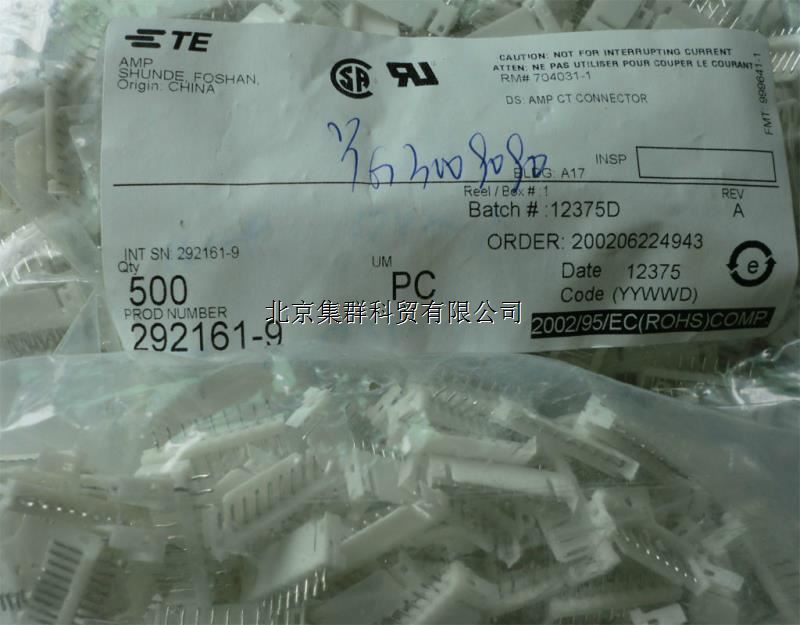 TE
AMP
SHUNDE, FOSHAN,
Origin: CHINA
CAUTION: NOT FOR INTERRUPTING CURRENT
ATTEN: NE PAS UTILISER POUR COUPER LE COURANT
RM# 704031-1
DS: AMP CT CONNECTOR
FMT: 999641-1
INSP
BLDG: A17
Reel / Box # :1
Batch # :12375D
REV
A
INT SN: 292161-9
ORDER: 200206224943
Qty
500
UM
PC
Date 12375
Code (YYWWD)
e
PROD NUMBER
292161-9
2002/95/EC(ROHS)COMP.
北京集群科贸有限公司